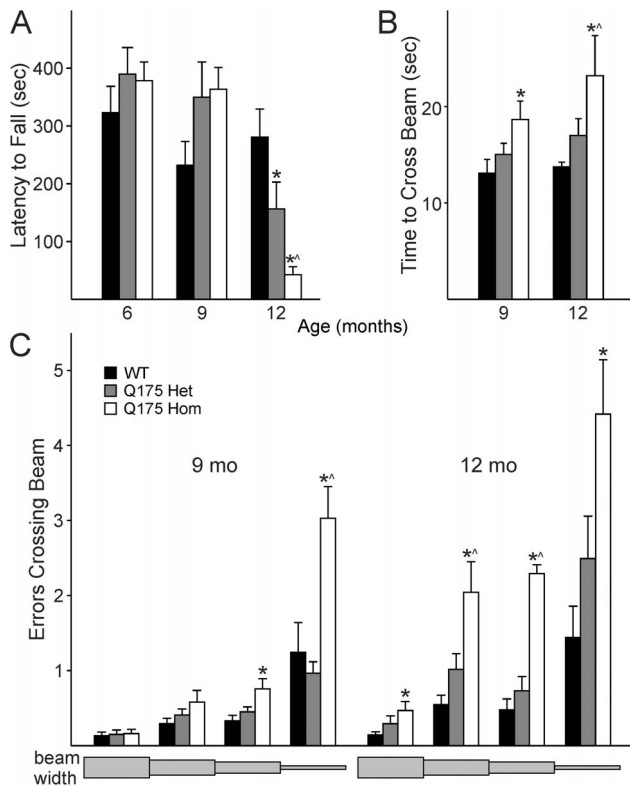 A
Latency to Fall (sec)
400
300
200
100
*
*^
6
9
12
B
Time to Cross Beam (sec)
20
10
*
*^
9
12
Age (months)
C
Errors Crossing Beam
5
4
3
2
1
WT
Q175 Het
Q175 Hom
9 mo
12 mo
*
*^
*
*^
*^
*
beam
width